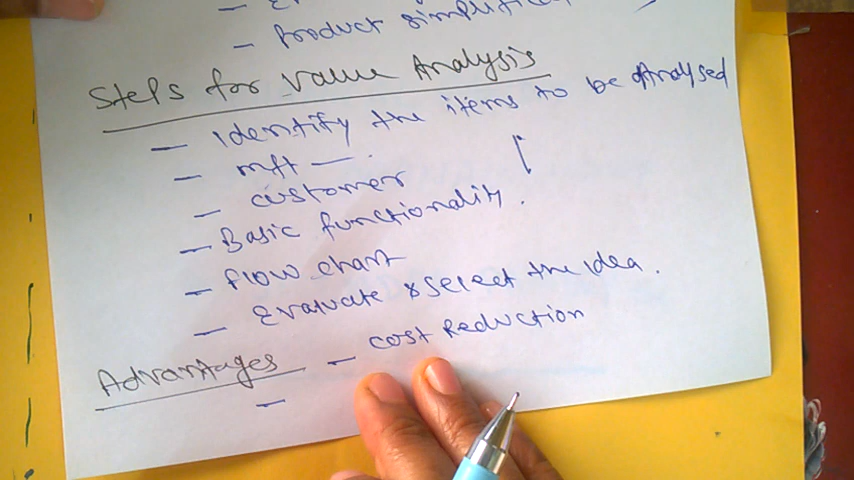 - Product simplificat
Steps for Value Analysis
- Identify the items to be Analysed
- mft -.
- customer
- Basic functionality.
- flow chart
- Evaluate & select the idea.
Advantages - cost Reduction
-